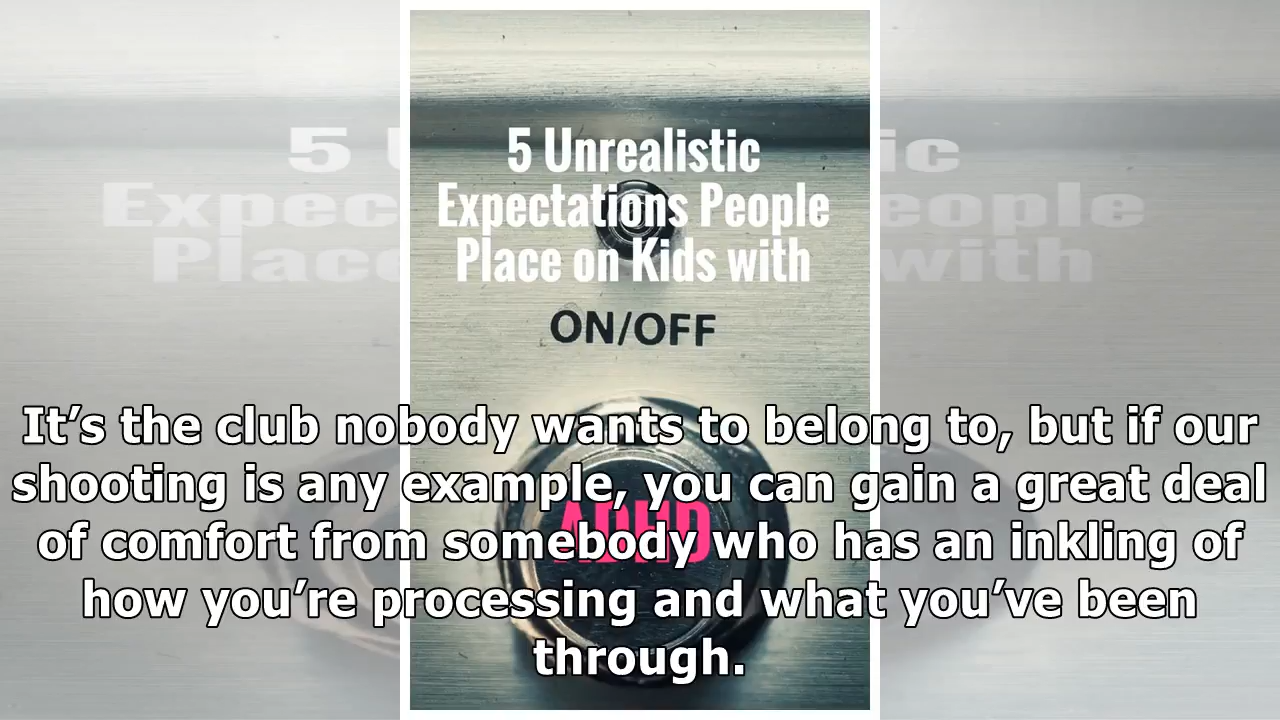 5 Unrealistic
Expectations People
Place on Kids with
ON/OFF
ADHD
It’s the club nobody wants to belong to, but if our
shooting is any example, you can gain a great deal
of comfort from somebody who has an inkling of
how you’re processing and what you’ve been
through.